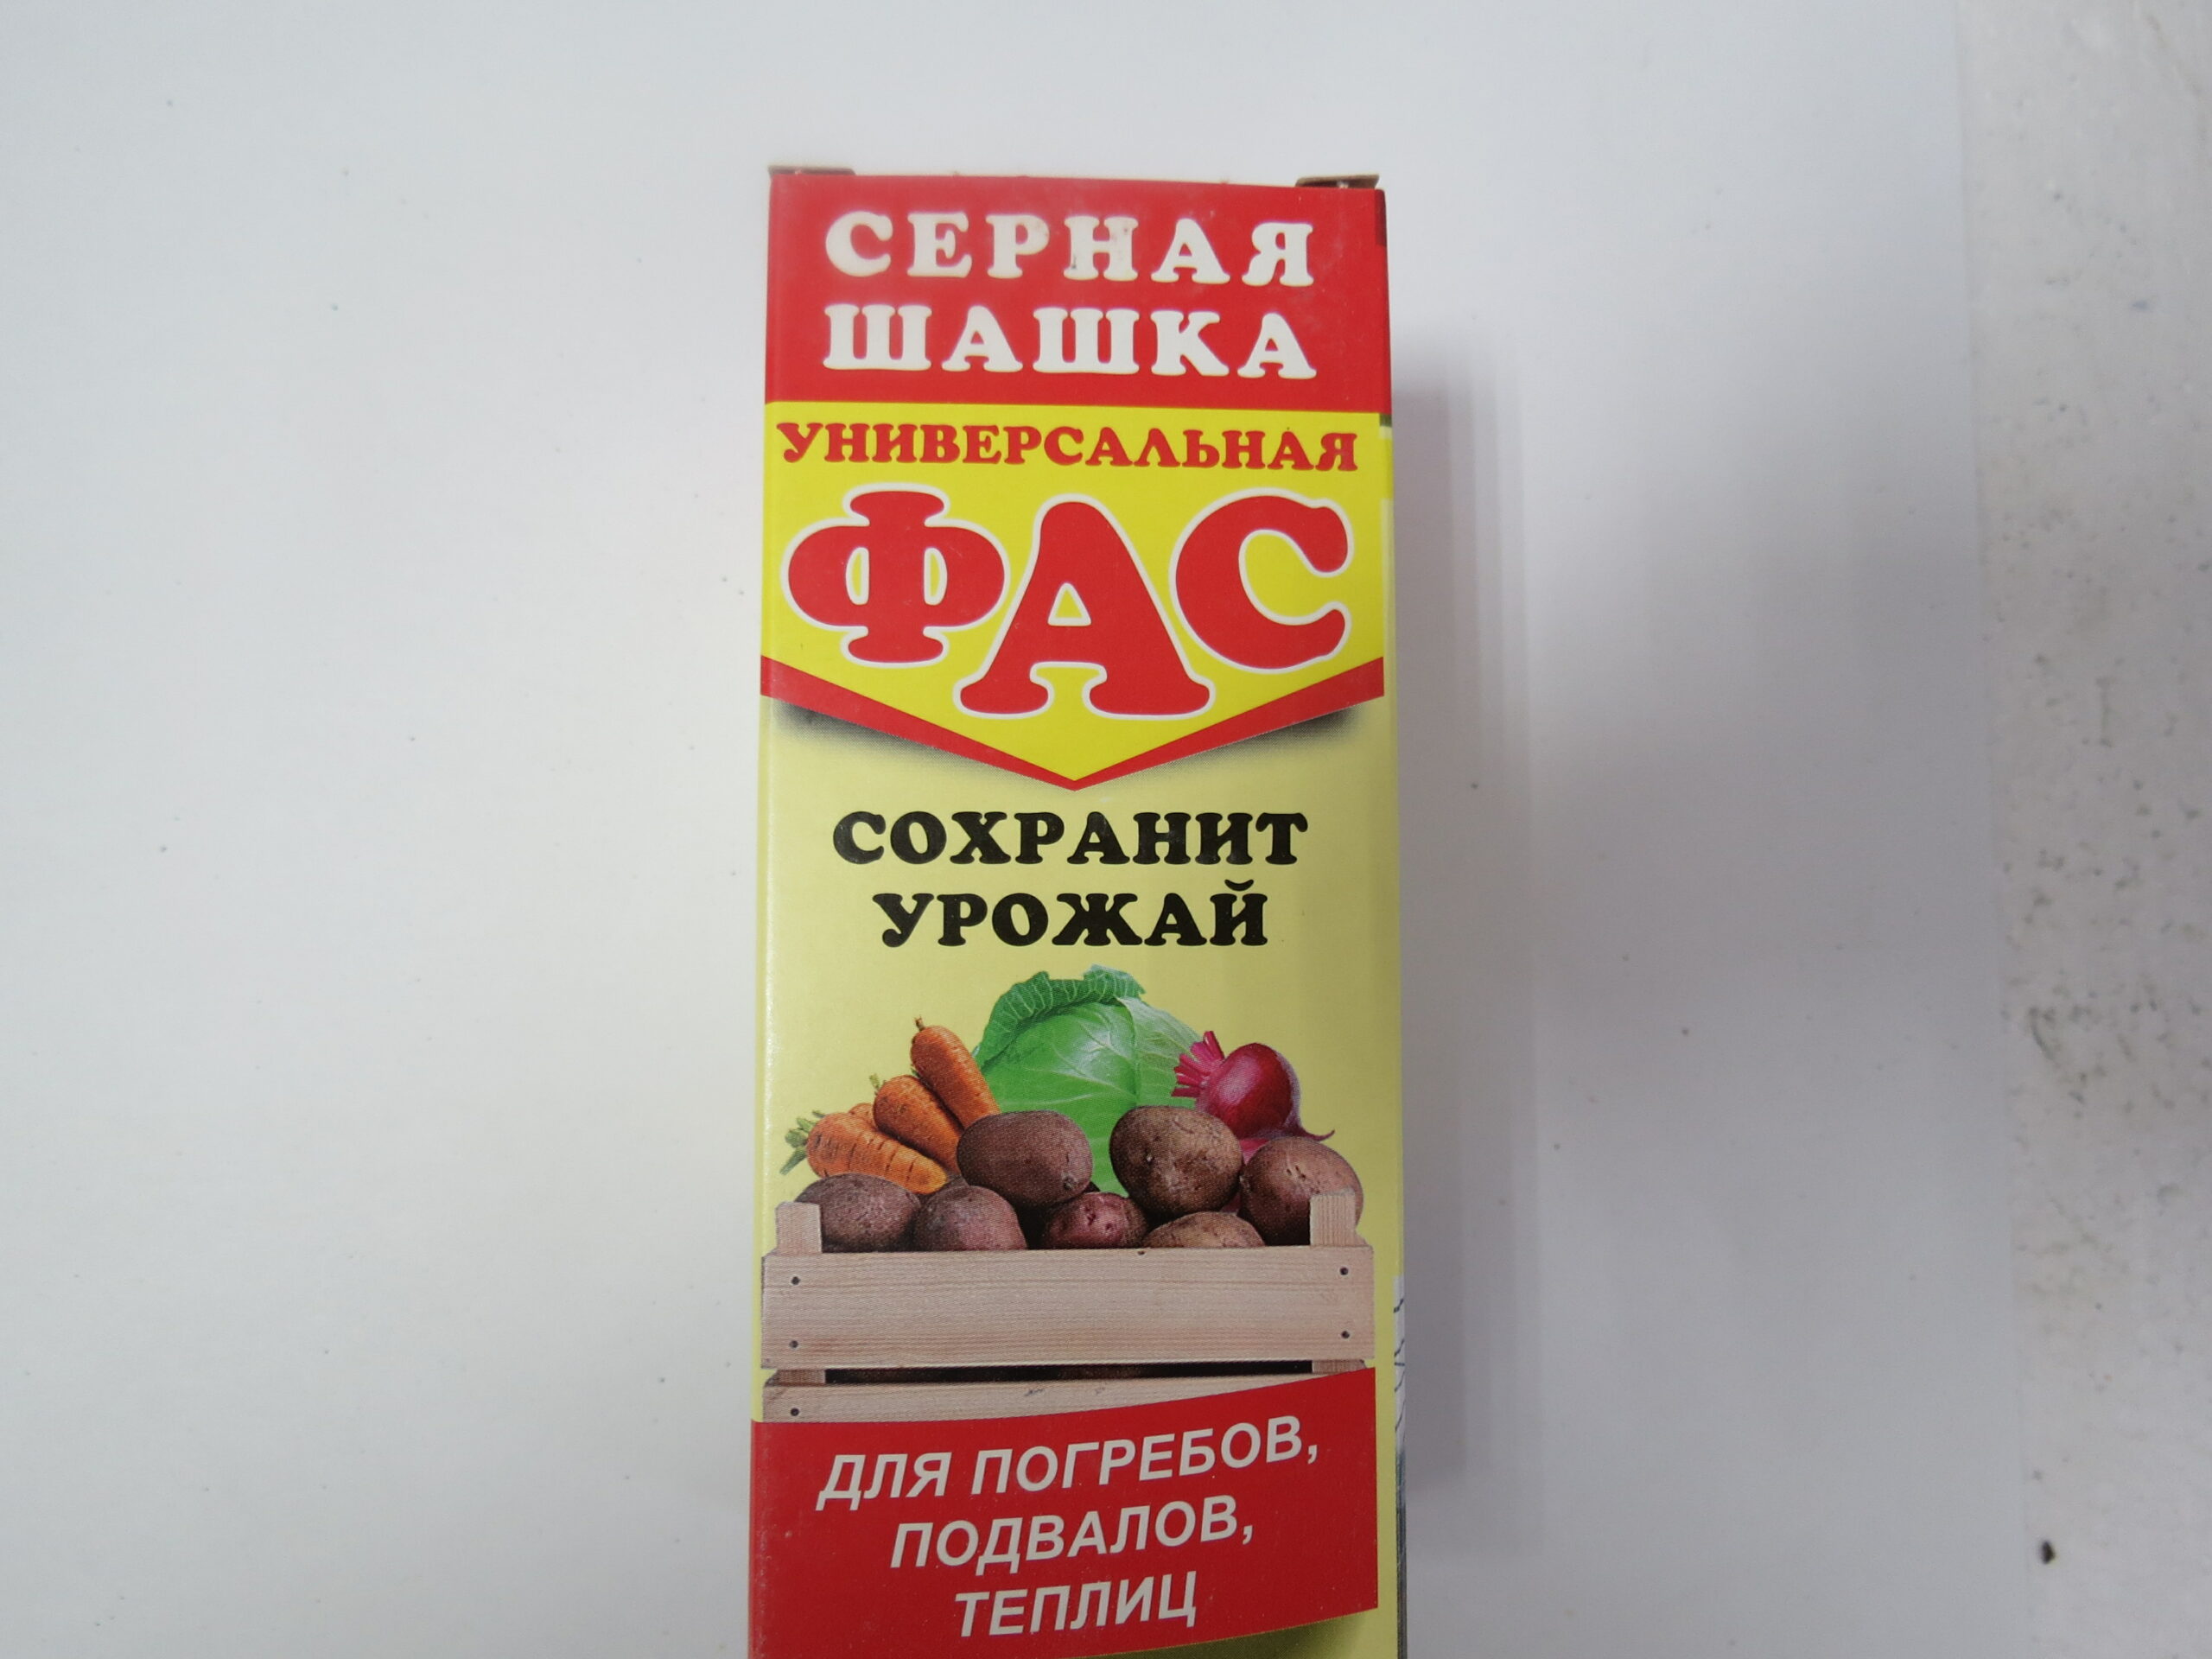 СЕРНАЯ
ШАШКА
УНИВЕРСАЛЬНАЯ
ФАС
СОХРАНИТ
УРОЖАЙ
ДЛЯ ПОГРЕБОВ,
ПОДВАЛОВ,
ТЕПЛИЦ